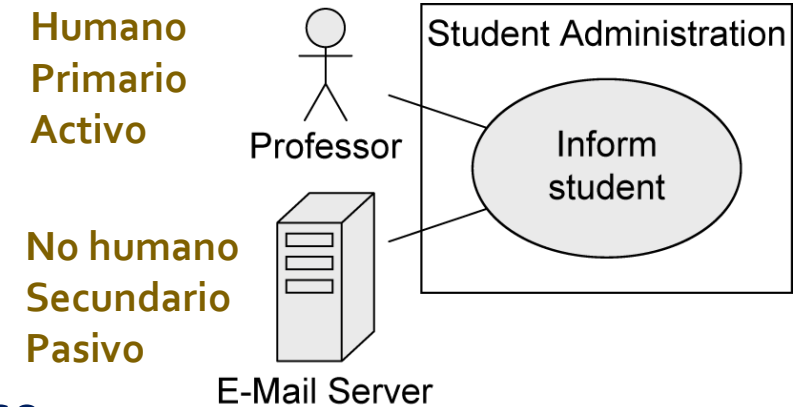 Humano
Primario
Activo
Professor
Student Administration
Inform
student
No humano
Secundario
Pasivo
E-Mail Server